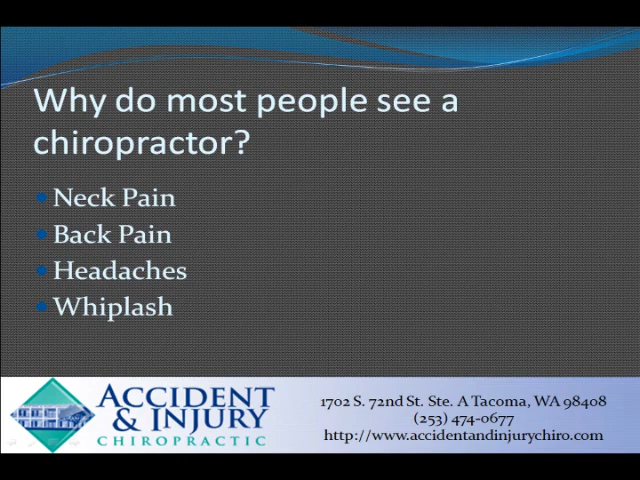 Why do most people see a
chiropractor?
Neck Pain
Back Pain
Headaches
Whiplash
ACCIDENT
& INJURY
CHIROPRACTIC
1702 S. 72nd St. Ste. A Tacoma, WA 98408
(253) 474-0677
http://www.accidentandinjurychiro.com